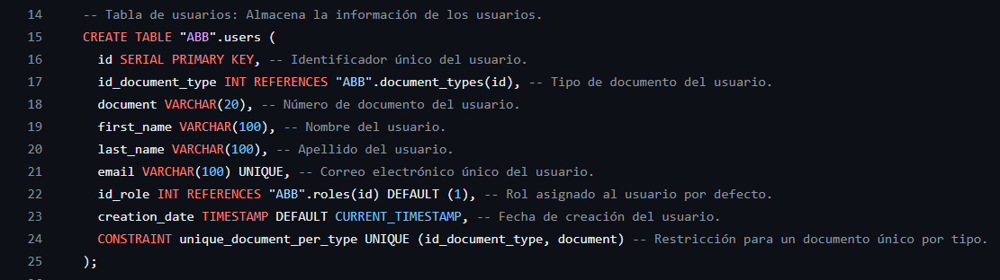 14 -- Tabla de usuarios: Almacena la información de los usuarios.
15 CREATE TABLE "ABB".users (
16 id SERIAL PRIMARY KEY, -- Identificador único del usuario.
17 id_document_type INT REFERENCES "ABB".document_types(id), -- Tipo de documento del usuario.
18 document VARCHAR(20), -- Número de documento del usuario.
19 first_name VARCHAR(100), -- Nombre del usuario.
20 last_name VARCHAR(100), -- Apellido del usuario.
21 email VARCHAR(100) UNIQUE, -- Correo electrónico único del usuario.
22 id_role INT REFERENCES "ABB".roles(id) DEFAULT (1), -- Rol asignado al usuario por defecto.
23 creation_date TIMESTAMP DEFAULT CURRENT_TIMESTAMP, -- Fecha de creación del usuario.
24 CONSTRAINT unique_document_per_type UNIQUE (id_document_type, document) -- Restricción para un documento único por tipo.
25 );